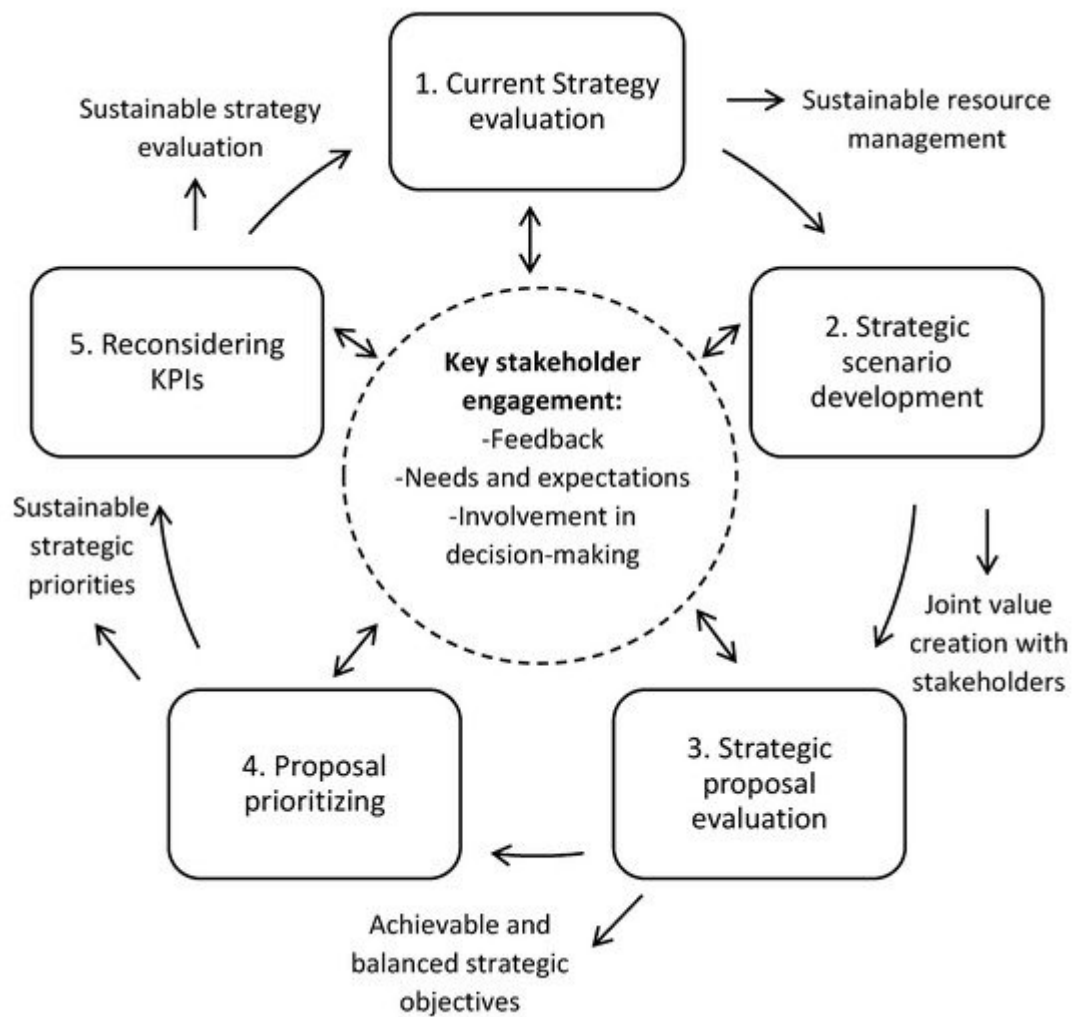 1. Current Strategy
evaluation
Sustainable resource
management
2. Strategic
scenario
development
Joint value
creation with
stakeholders
3. Strategic
proposal
evaluation
Achievable and
balanced strategic
objectives
4. Proposal
prioritizing
Sustainable
strategic
priorities
5. Reconsidering
KPIs
Sustainable strategy
evaluation
Key stakeholder
engagement:
-Feedback
-Needs and expectations
-Involvement in
decision-making